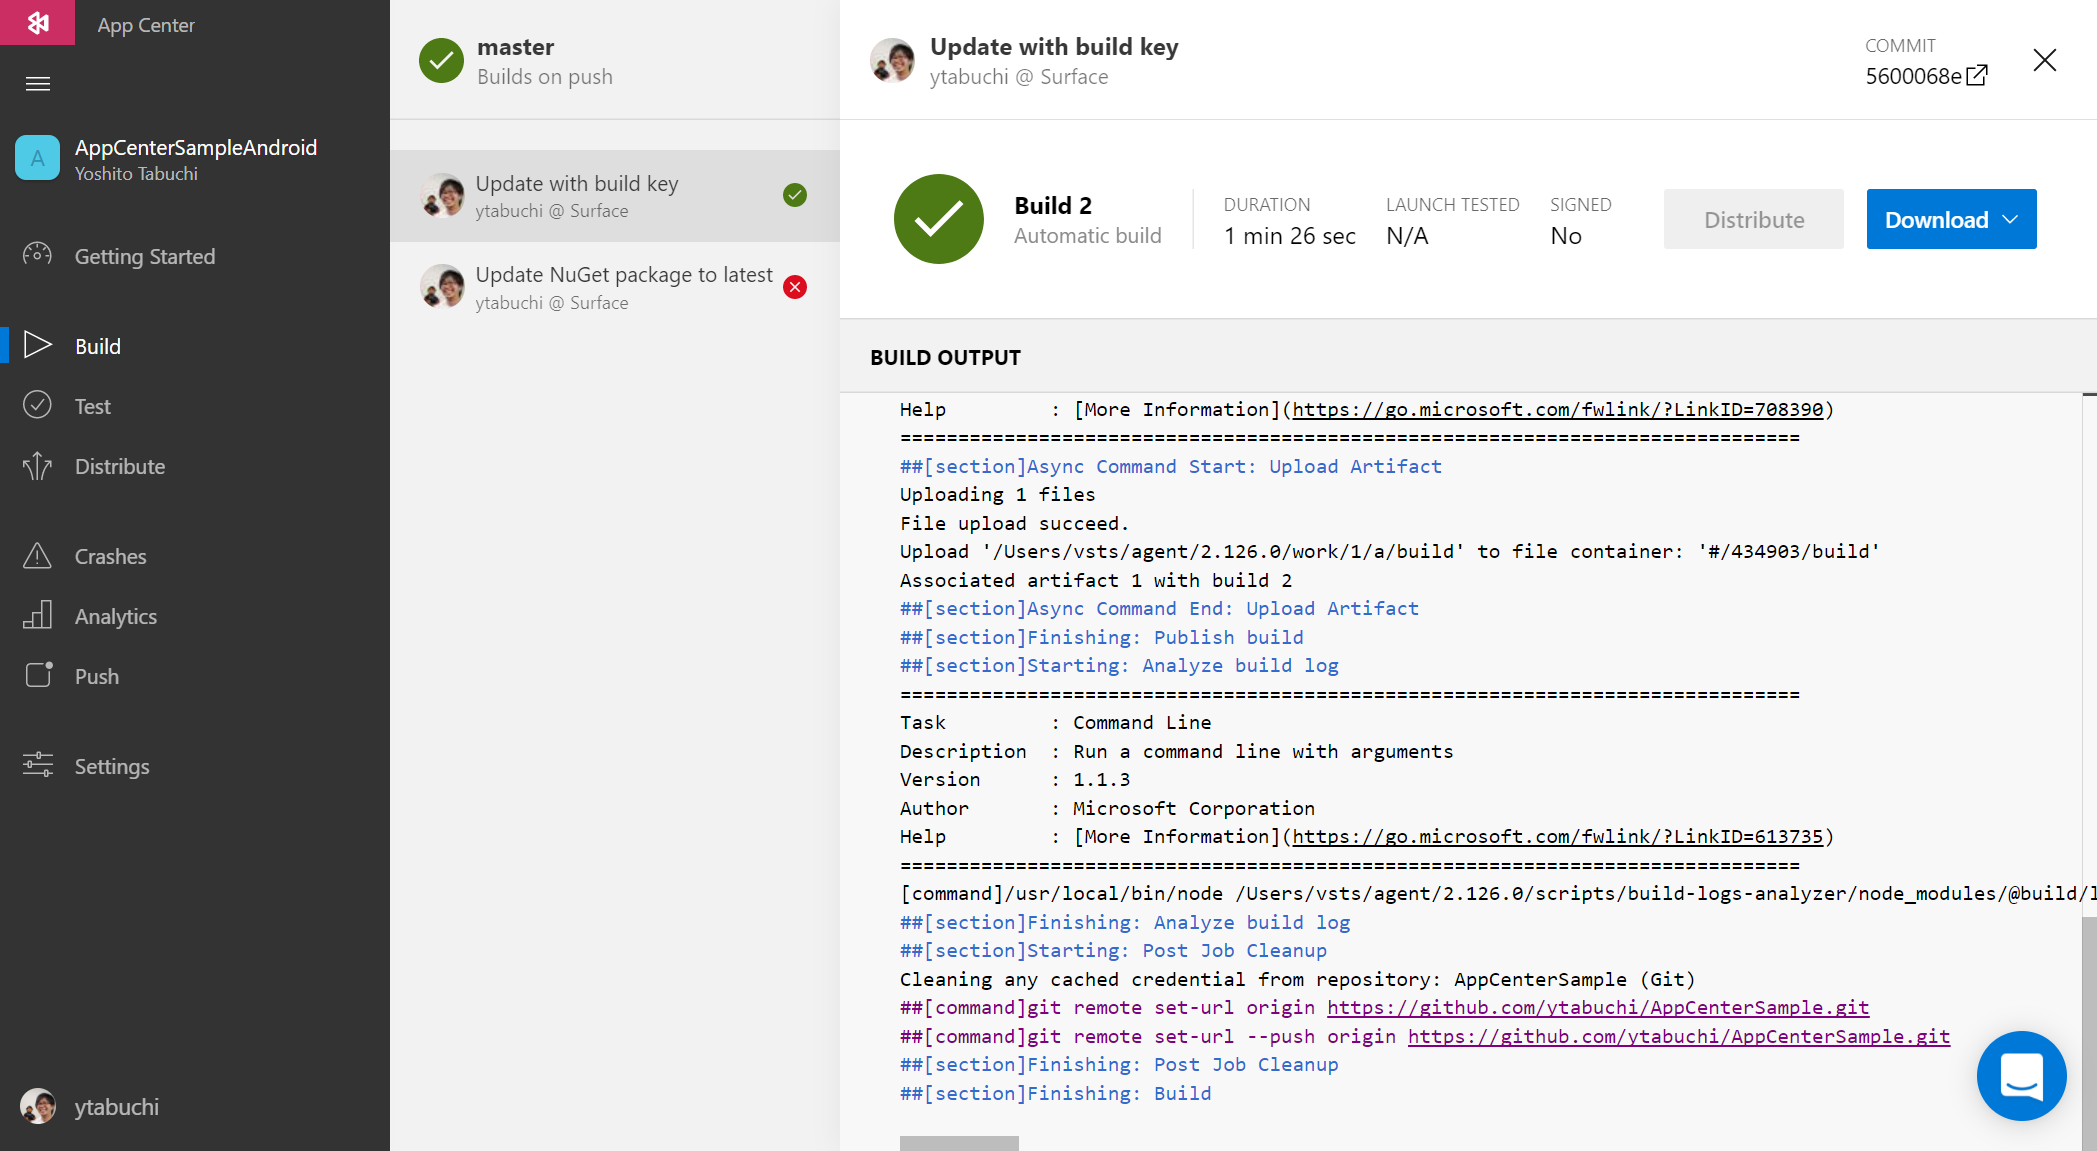 App Center
A
AppCenterSampleAndroid
Yoshito Tabuchi
Getting Started
Build
Test
Distribute
Crashes
Analytics
Push
Settings
ytabuchi
master
Builds on push
Update with build key
ytabuchi @ Surface
Update NuGet package to latest
ytabuchi @ Surface
Update with build key
ytabuchi @ Surface
COMMIT
5600068e
Build 2
Automatic build
DURATION
1 min 26 sec
LAUNCH TESTED
N/A
SIGNED
No
Distribute
Download
BUILD OUTPUT
Help         : [More Information](https://go.microsoft.com/fwlink/?LinkID=708390)
==============================================================================
##[section]Async Command Start: Upload Artifact
Uploading 1 files
File upload succeed.
Upload '/Users/vsts/agent/2.126.0/work/1/a/build' to file container: '#/434903/build'
Associated artifact 1 with build 2
##[section]Async Command End: Upload Artifact
##[section]Finishing: Publish build
##[section]Starting: Analyze build log
==============================================================================
Task         : Command Line
Description  : Run a command line with arguments
Version      : 1.1.3
Author       : Microsoft Corporation
Help         : [More Information](https://go.microsoft.com/fwlink/?LinkID=613735)
==============================================================================
[command]/usr/local/bin/node /Users/vsts/agent/2.126.0/scripts/build-logs-analyzer/node_modules/@build/l
##[section]Finishing: Analyze build log
##[section]Starting: Post Job Cleanup
Cleaning any cached credential from repository: AppCenterSample (Git)
##[command]git remote set-url origin https://github.com/ytabuchi/AppCenterSample.git
##[command]git remote set-url --push origin https://github.com/ytabuchi/AppCenterSample.git
##[section]Finishing: Post Job Cleanup
##[section]Finishing: Build